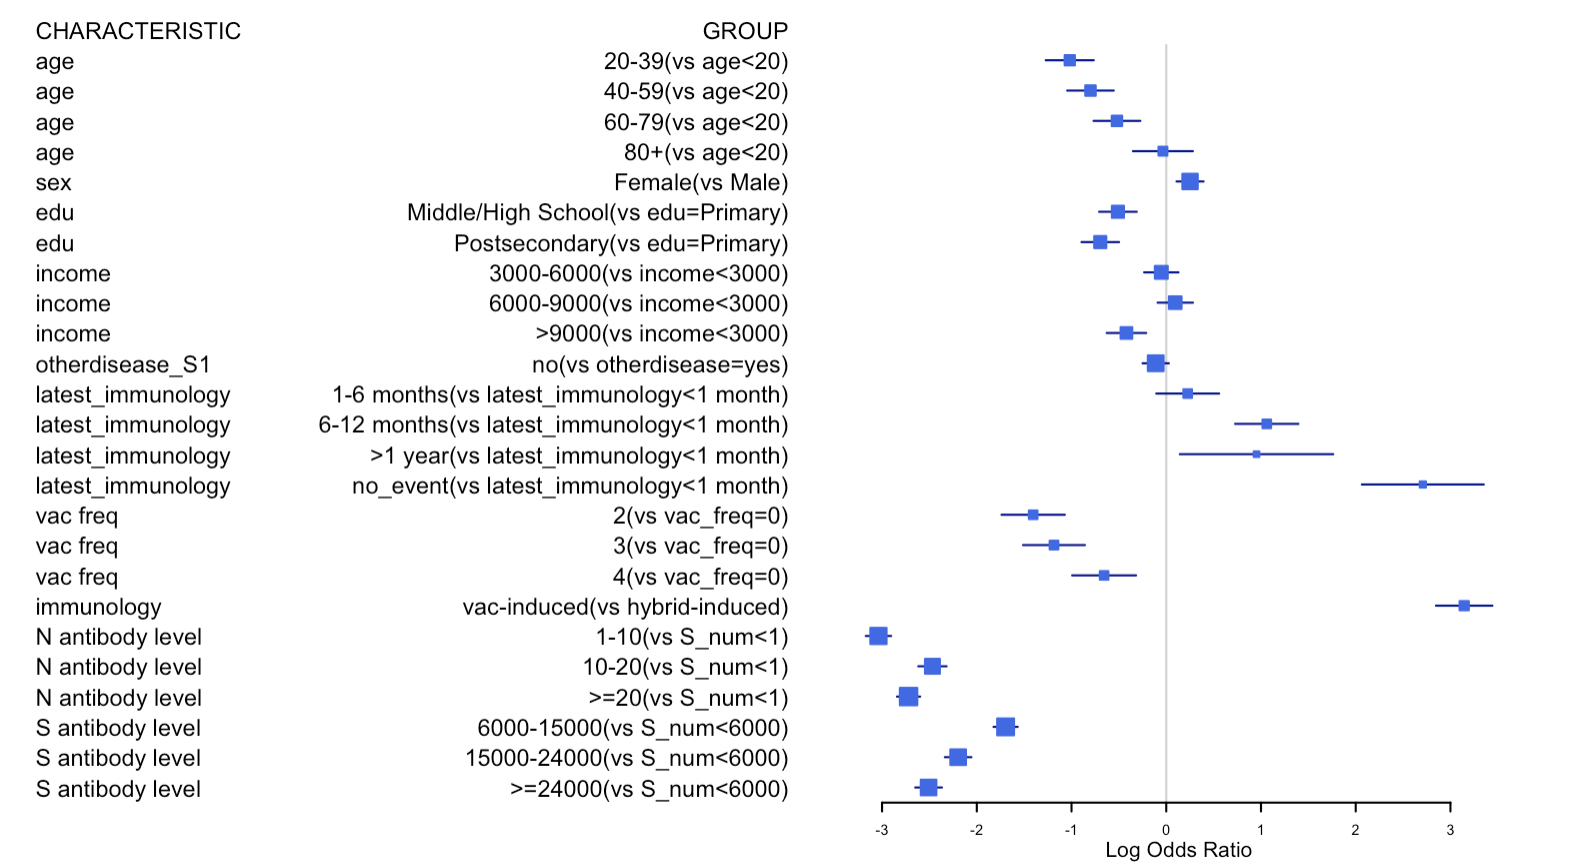 CHARACTERISTIC GROUP
age 20-39(vs age<20)
age 40-59(vs age<20)
age 60-79(vs age<20)
age 80+(vs age<20)
sex Female(vs Male)
edu Middle/High School(vs edu=Primary)
edu Postsecondary(vs edu=Primary)
income 3000-6000(vs income<3000)
income 6000-9000(vs income<3000)
income >9000(vs income<3000)
otherdisease_S1 no(vs otherdisease=yes)
latest_immunology 1-6 months(vs latest_immunology<1 month)
latest_immunology 6-12 months(vs latest_immunology<1 month)
latest_immunology >1 year(vs latest_immunology<1 month)
latest_immunology no_event(vs latest_immunology<1 month)
vac freq 2(vs vac_freq=0)
vac freq 3(vs vac_freq=0)
vac freq 4(vs vac_freq=0)
immunology vac-induced(vs hybrid-induced)
N antibody level 1-10(vs S_num<1)
N antibody level 10-20(vs S_num<1)
N antibody level >=20(vs S_num<1)
S antibody level 6000-15000(vs S_num<6000)
S antibody level 15000-24000(vs S_num<6000)
S antibody level >=24000(vs S_num<6000)
-3 -2 -1 0 1 2 3
Log Odds Ratio